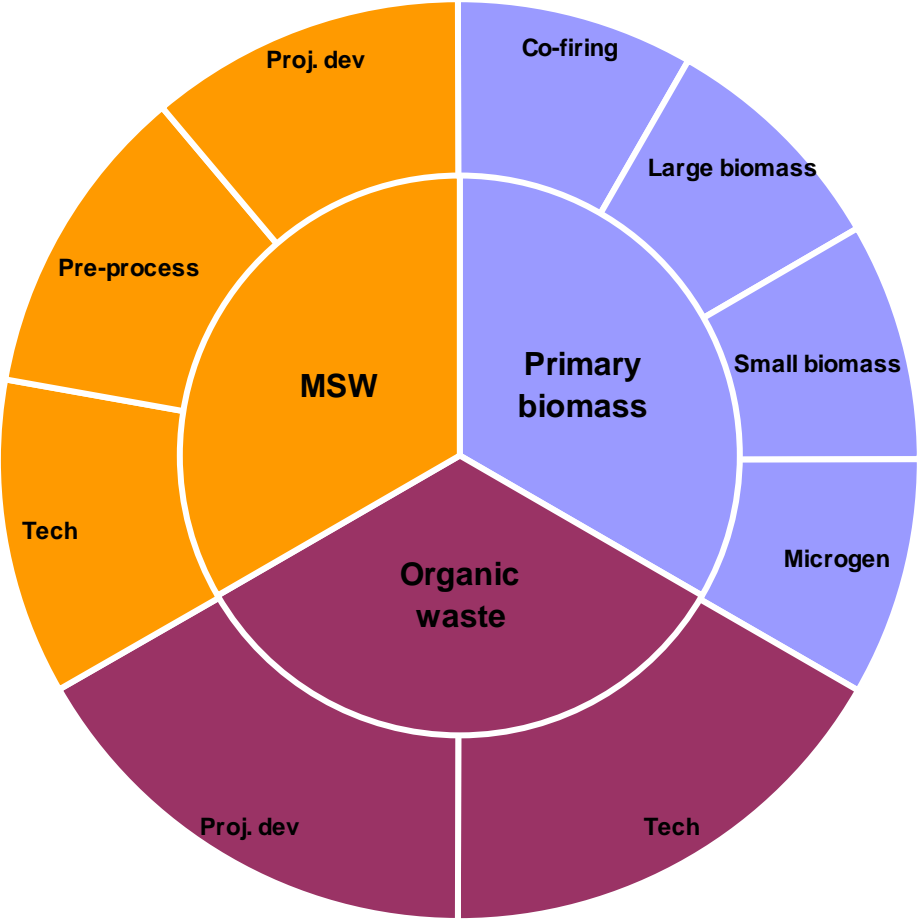 Proj. dev
Co-firing
Large biomass
Pre-process
Small biomass
MSW
Primary
biomass
Tech
Microgen
Organic
waste
Proj. dev
Tech